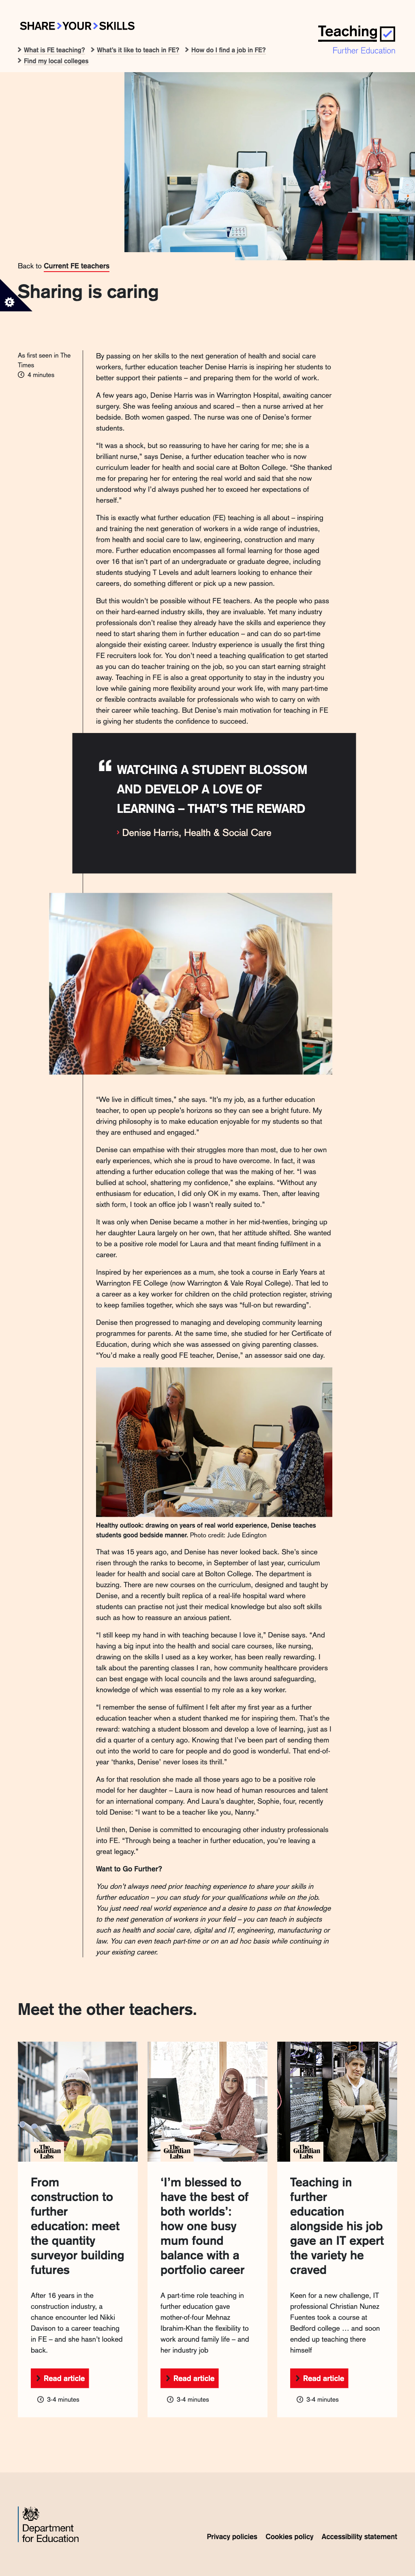 SHARE>YOUR>SKILLS
Teaching
Further Education
What is FE teaching?
What's it like to teach in FE?
How do I find a job in FE?
Find my local colleges
Back to Current FE teachers
Sharing is caring
As first seen in The
Times
4 minutes
By passing on her skills to the next generation of health and social care
workers, further education teacher Denise Harris is inspiring her students to
better support their patients – and preparing them for the world of work.
A few years ago, Denise Harris was in Warrington Hospital, awaiting cancer
surgery. She was feeling anxious and scared – then a nurse arrived at her
bedside. Both women gasped. The nurse was one of Denise's former
students.
"It was a shock, but so reassuring to have her caring for me; she is a
brilliant nurse," says Denise, a further education teacher who is now
curriculum leader for health and social care at Bolton College. "She thanked
me for preparing her for entering the real world and said that she now
understood why I'd always pushed her to exceed her expectations of
herself."
This is exactly what further education (FE) teaching is all about – inspiring
and training the next generation of workers in a wide range of industries,
from health and social care to law, engineering, construction and many
more. Further education encompasses all formal learning for those aged
over 16 that isn't part of an undergraduate or graduate degree, including
students studying T Levels and adult learners looking to enhance their
careers, do something different or pick up a new passion.
But this wouldn't be possible without FE teachers. As the people who pass
on their hard-earned industry skills, they are invaluable. Yet many industry
professionals don't realise they already have the skills and experience they
need to start sharing them in further education – and can do so part-time
alongside their existing career. Industry experience is usually the first thing
FE recruiters look for. You don't need a teaching qualification to get started
as you can do teacher training on the job, so you can start earning straight
away. Teaching in FE is also a great opportunity to stay in the industry you
love while gaining more flexibility around your work life, with many part-time
or flexible contracts available for professionals who wish to carry on with
their career while teaching. But Denise's main motivation for teaching in FE
is giving her students the confidence to succeed.
“ WATCHING A STUDENT BLOSSOM
AND DEVELOP A LOVE OF
LEARNING – THAT'S THE REWARD
Denise Harris, Health & Social Care
"We live in difficult times," she says. "It's my job, as a further education
teacher, to open up people's horizons so they can see a bright future. My
driving philosophy is to make education enjoyable for my students so that
they are enthused and engaged."
Denise can empathise with their struggles more than most, due to her own
early experiences, which she is proud to have overcome. In fact, it was
attending a further education college that was the making of her. "I was
bullied at school, shattering my confidence," she explains. "Without any
enthusiasm for education, I did only OK in my exams. Then, after leaving
sixth form, I took an office job I wasn't really suited to."
It was only when Denise became a mother in her mid-twenties, bringing up
her daughter Laura largely on her own, that her attitude shifted. She wanted
to be a positive role model for Laura and that meant finding fulfilment in a
career.
Inspired by her experiences as a mum, she took a course in Early Years at
Warrington FE College (now Warrington & Vale Royal College). That led to
a career as a key worker for children on the child protection register, striving
to keep families together, which she says was "full-on but rewarding".
Denise then progressed to managing and developing community learning
programmes for parents. At the same time, she studied for her Certificate of
Education, during which she was assessed on giving parenting classes.
"You'd make a really good FE teacher, Denise," an assessor said one day.
Healthy outlook: drawing on years of real world experience, Denise teaches
students good bedside manner. Photo credit: Jude Edington
That was 15 years ago, and Denise has never looked back. She's since
risen through the ranks to become, in September of last year, curriculum
leader for health and social care at Bolton College. The department is
buzzing. There are new courses on the curriculum, designed and taught by
Denise, and a recently built replica of a real-life hospital ward where
students can practise not just their medical knowledge but also soft skills
such as how to reassure an anxious patient.
"I still keep my hand in with teaching because I love it," Denise says. "And
having a big input into the health and social care courses, like nursing,
drawing on the skills I used as a key worker, has been really rewarding. I
talk about the parenting classes I ran, how community healthcare providers
can best engage with local councils and the laws around safeguarding,
knowledge of which was essential to my role as a key worker.
"I remember the sense of fulfilment I felt after my first year as a further
education teacher when a student thanked me for inspiring them. That's the
reward: watching a student blossom and develop a love of learning, just as I
did a quarter of a century ago. Knowing that I've been part of sending them
out into the world to care for people and do good is wonderful. That end-of-
year 'thanks, Denise' never loses its thrill."
As for that resolution she made all those years ago to be a positive role
model for her daughter – Laura is now head of human resources and talent
for an international company. And Laura's daughter, Sophie, four, recently
told Denise: "I want to be a teacher like you, Nanny."
Until then, Denise is committed to encouraging other industry professionals
into FE. "Through being a teacher in further education, you're leaving a
great legacy."
Want to Go Further?
You don't always need prior teaching experience to share your skills in
further education – you can study for your qualifications while on the job.
You just need real world experience and a desire to pass on that knowledge
to the next generation of workers in your field – you can teach in subjects
such as health and social care, digital and IT, engineering, manufacturing or
law. You can even teach part-time or on an ad hoc basis while continuing in
your existing career.
Meet the other teachers.
The
Guardian
Labs
From
construction to
further
education: meet
the quantity
surveyor building
futures
After 16 years in the
construction industry, a
chance encounter led Nikki
Davison to a career teaching
in FE – and she hasn't looked
back.
Read article
3-4 minutes
The
Guardian
Labs
'I'm blessed to
have the best of
both worlds':
how one busy
mum found
balance with a
portfolio career
A part-time role teaching in
further education gave
mother-of-four Mehnaz
Ibrahim-Khan the flexibility to
work around family life – and
her industry job
Read article
3-4 minutes
The
Guardian
Labs
Teaching in
further
education
alongside his job
gave an IT expert
the variety he
craved
Keen for a new challenge, IT
professional Christian Nunez
Fuentes took a course at
Bedford college … and soon
ended up teaching there
himself
Read article
3-4 minutes
Department
for Education
Privacy policies
Cookies policy
Accessibility statement